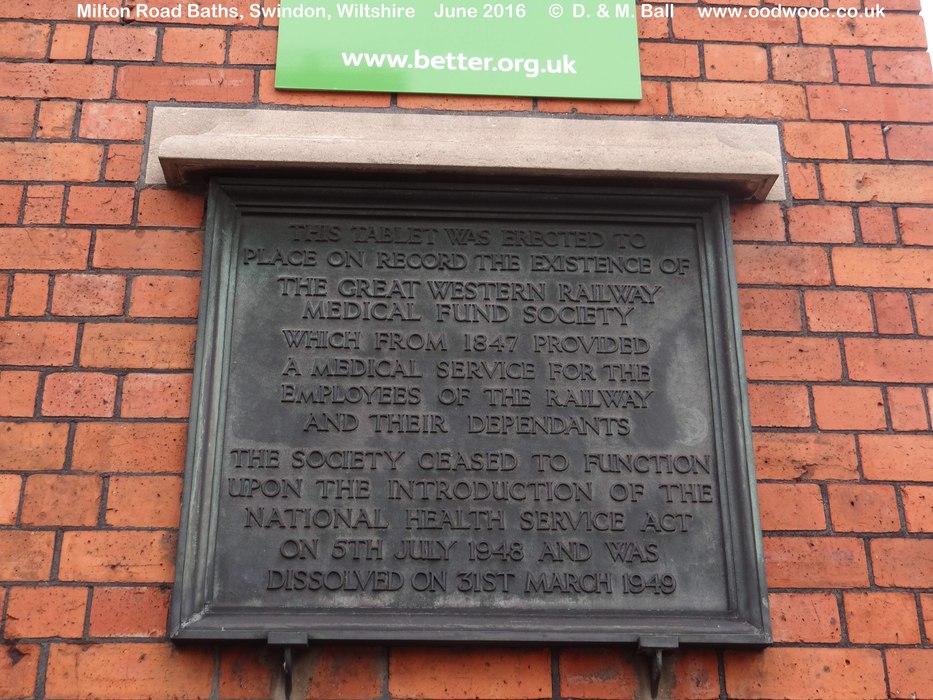 Milton Road Baths, Swindon, Wiltshire June 2016 © D. & M. Ball www.oodwooc.co.uk
www.better.org.uk
THIS TABLET WAS ERECTED TO
PLACE ON RECORD THE EXISTENCE OF
THE GREAT WESTERN RAILWAY
MEDICAL FUND SOCIETY
WHICH FROM 1847 PROVIDED
A MEDICAL SERVICE FOR THE
EMPLOYEES OF THE RAILWAY
AND THEIR DEPENDANTS
THE SOCIETY CEASED TO FUNCTION
UPON THE INTRODUCTION OF THE
NATIONAL HEALTH SERVICE ACT
ON 5TH JULY 1948 AND WAS
DISSOLVED ON 31ST MARCH 1949